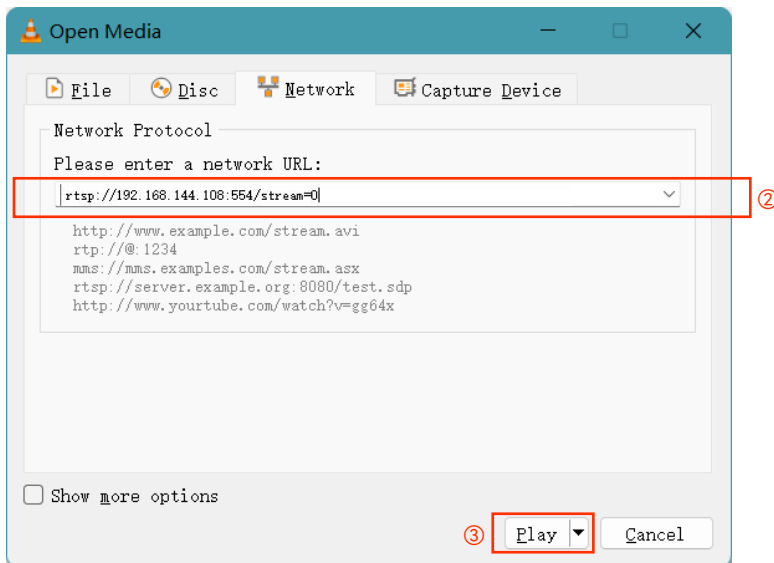 Open Media
File Disc Network Capture Device
Network Protocol
Please enter a network URL:
rtsp://192.168.144.108:554/stream=0
②
http://www.example.com/stream.avi
rtp://@:1234
mms://mms.examples.com/stream.asx
rtsp://server.example.org:8080/test.sdp
http://www.yourtube.com/watch?v=gg64x
Show more options
③ Play Cancel